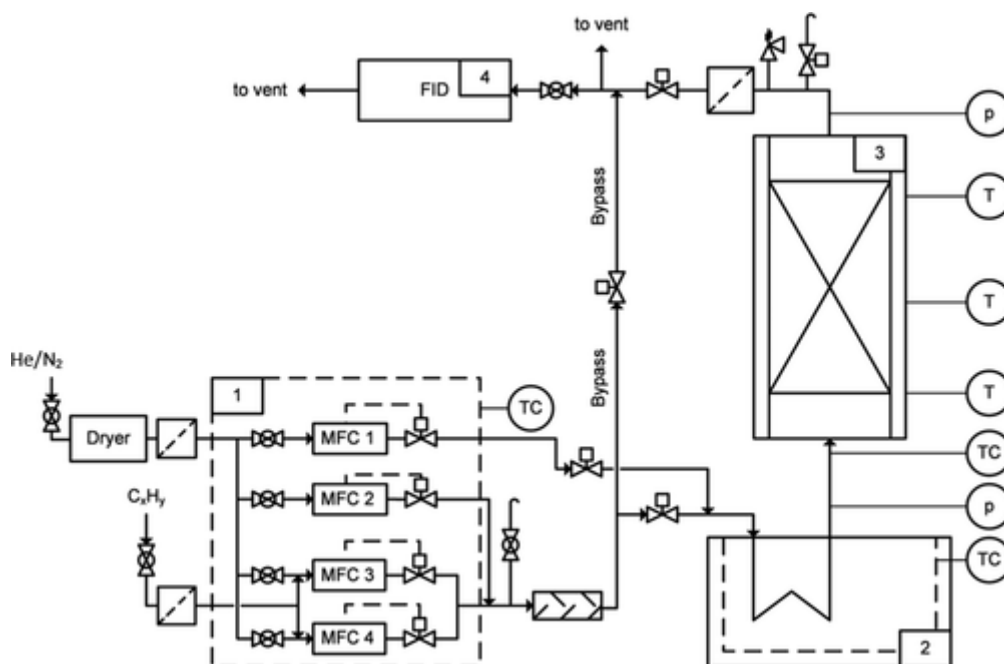 to vent
to vent
FID
4
p
3
T
Bypass
T
He/N₂
Bypass
1
TC
T
Dryer
MFC 1
TC
CₓHᵧ
MFC 2
p
MFC 3
TC
MFC 4
2